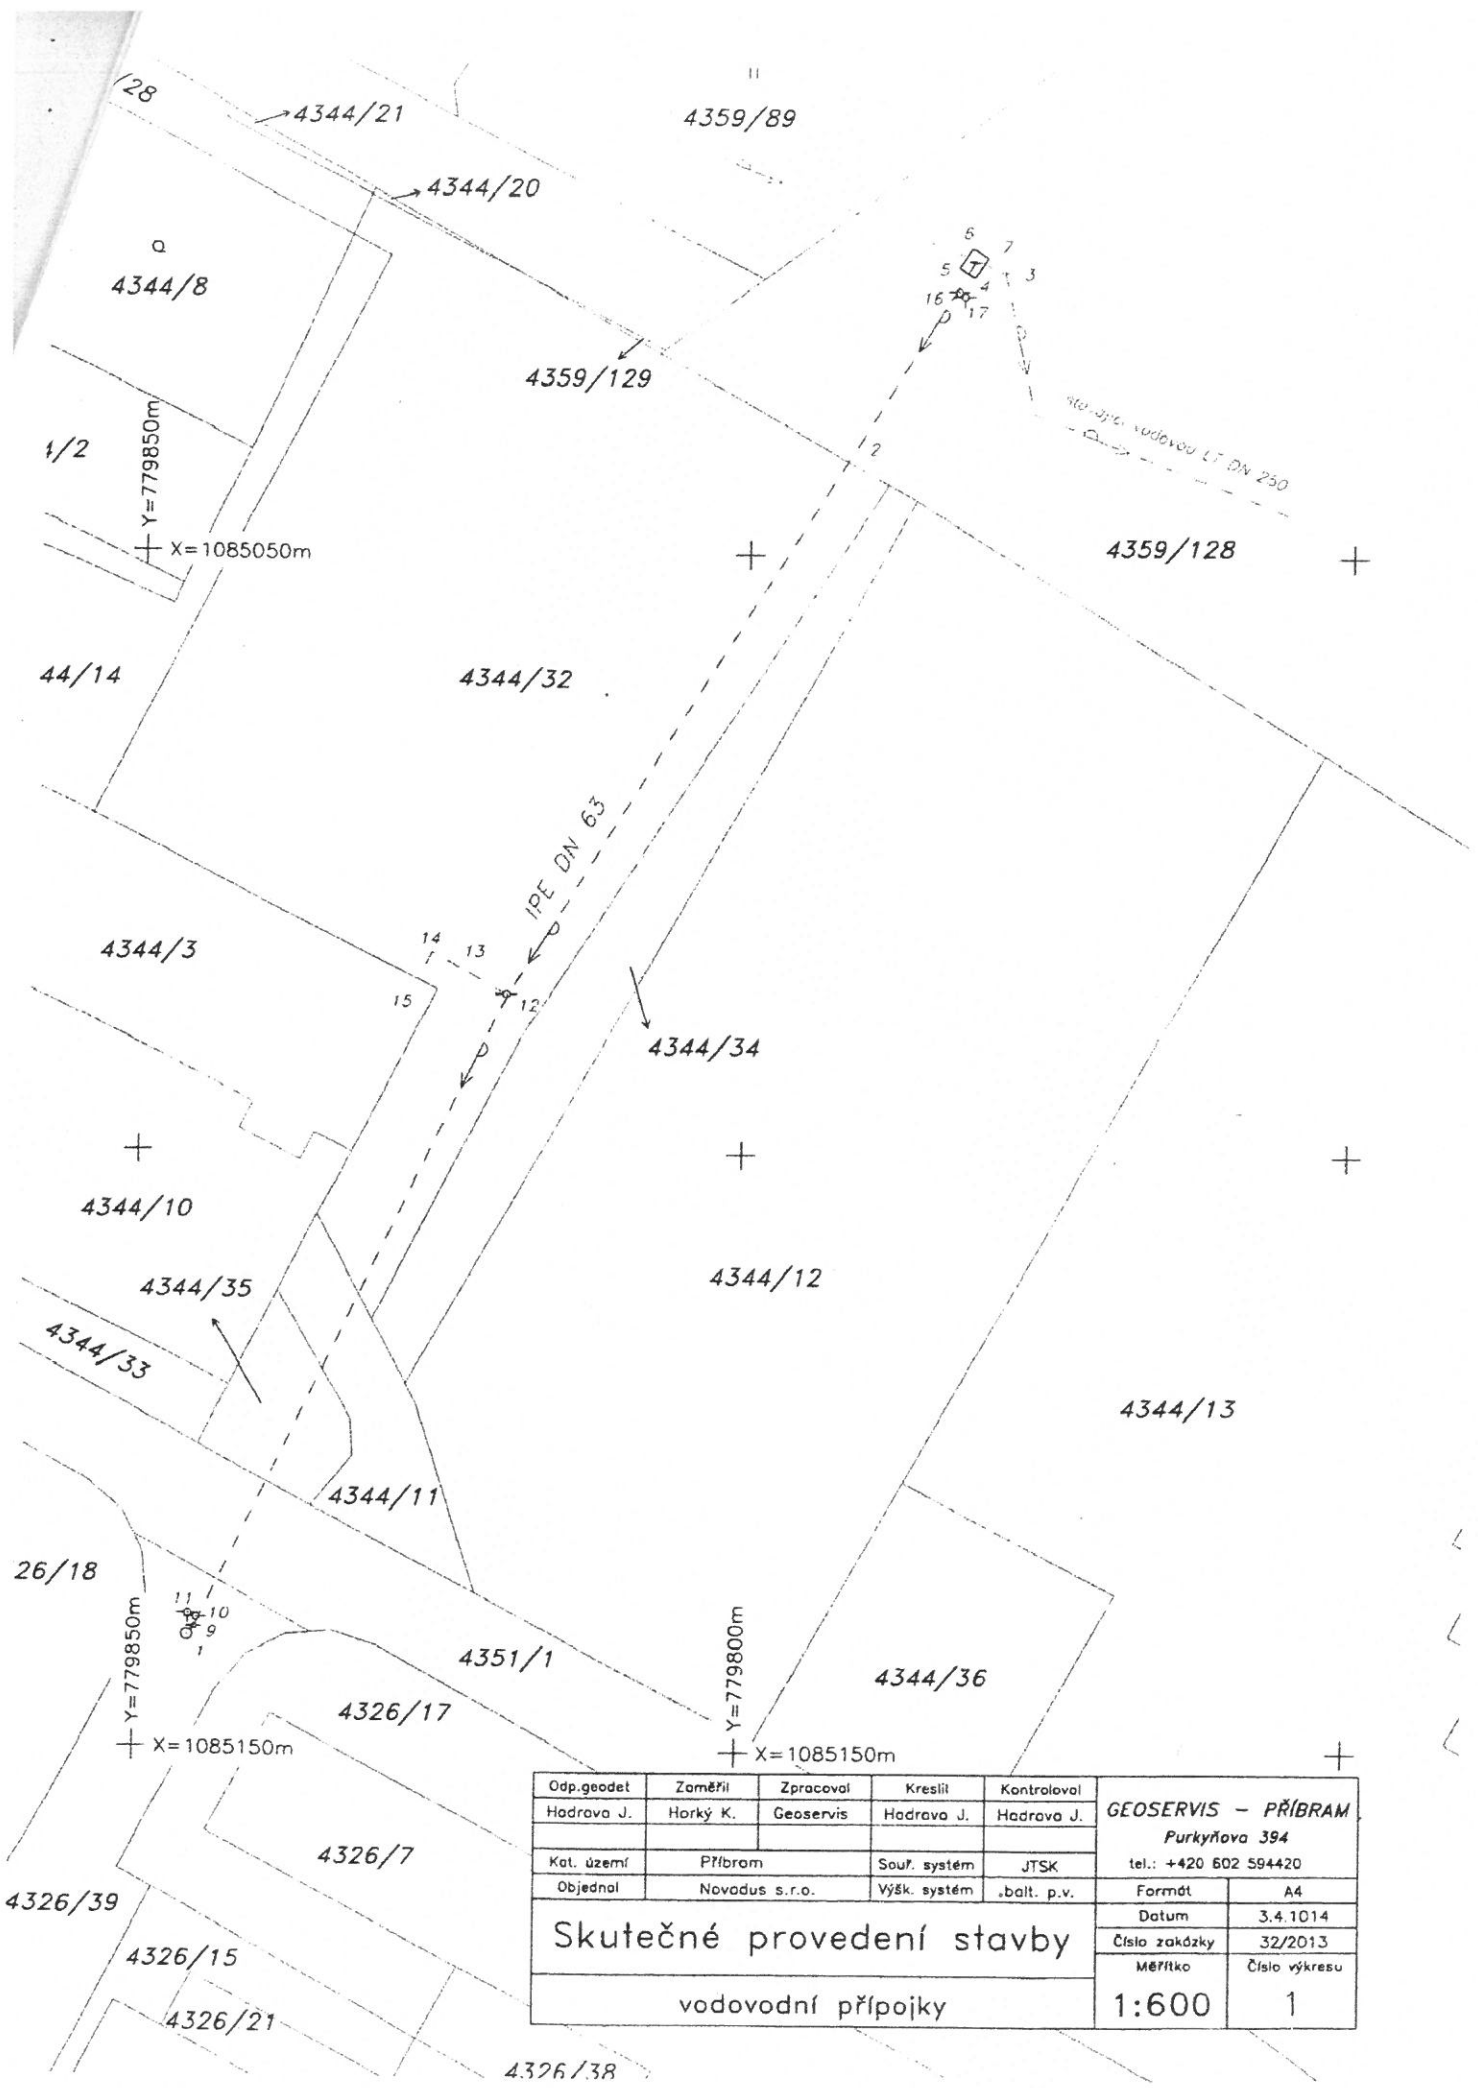 /28
4344/21
4359/89
4344/20
4344/8
6
7
5
3
4
16
17
4359/129
2
Y=779850m
X=1085050m
DN 250
4359/128
44/14
4344/32
IPE DN 63
4344/3
14
13
15
12
4344/34
4344/10
4344/12
4344/35
4344/33
4344/13
4344/11
26/18
11
10
9
1
Y=779850m
X=1085150m
4351/1
4326/17
4344/36
Y=779800m
X=1085150m
4326/7
4326/39
4326/15
4326/21
4326/38
Odp.geodet Zaměřil Zpracoval Kreslil Kontroloval
Hadrava J. Horký K. Geoservis Hadrava J. Hadrava J.
Kat. území Příbram Souř. systém JTSK
Objednal Novadus s.r.o. Výšk. systém .balt. p.v.
GEOSERVIS – PŘÍBRAM
Purkyňova 394
tel.: +420 602 594420
Formát A4
Datum 3.4.1014
Číslo zakázky 32/2013
Měřítko Číslo výkresu
1:600 1
Skutečné provedení stavby
vodovodní přípojky